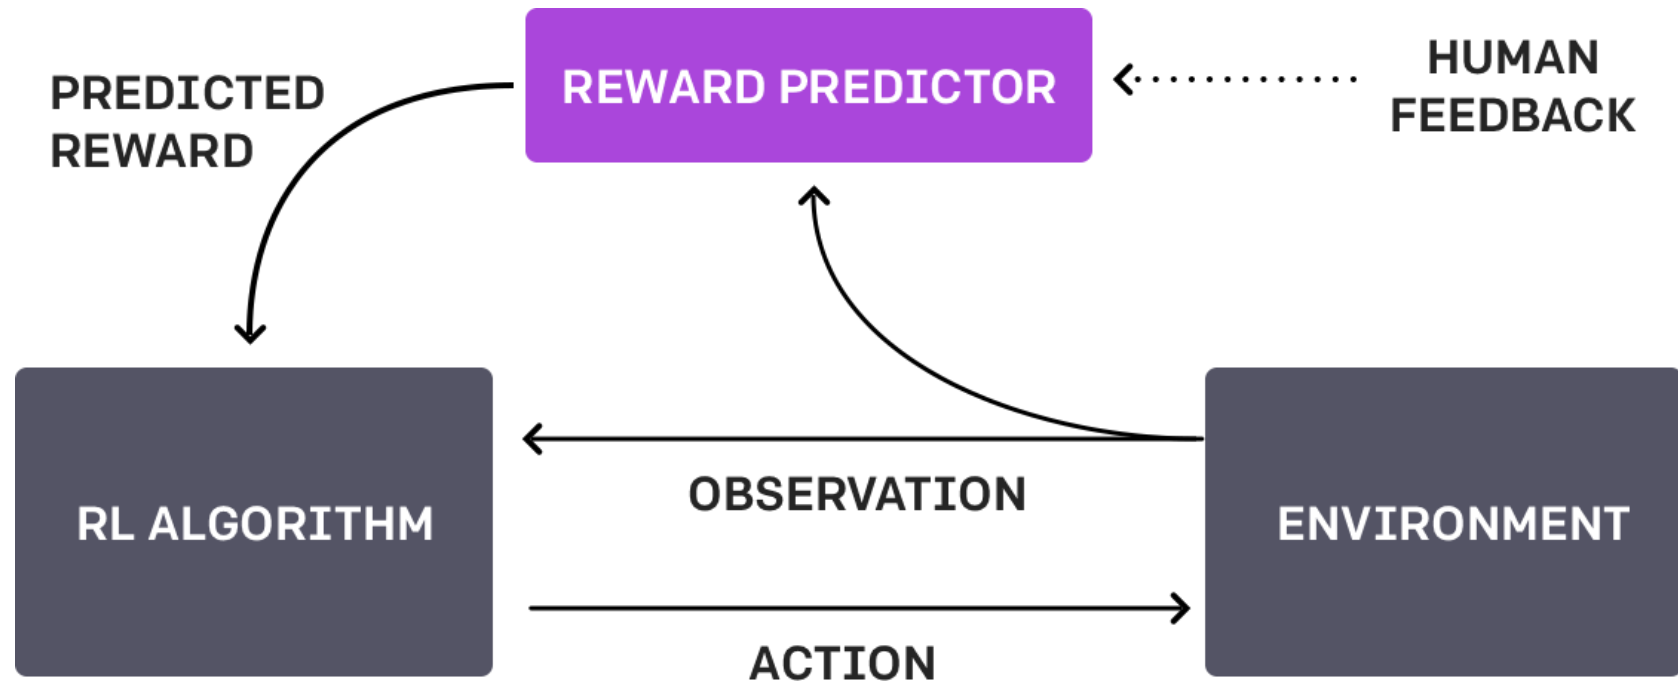 PREDICTED
REWARD
REWARD PREDICTOR
HUMAN
FEEDBACK
OBSERVATION
RL ALGORITHM
ENVIRONMENT
ACTION